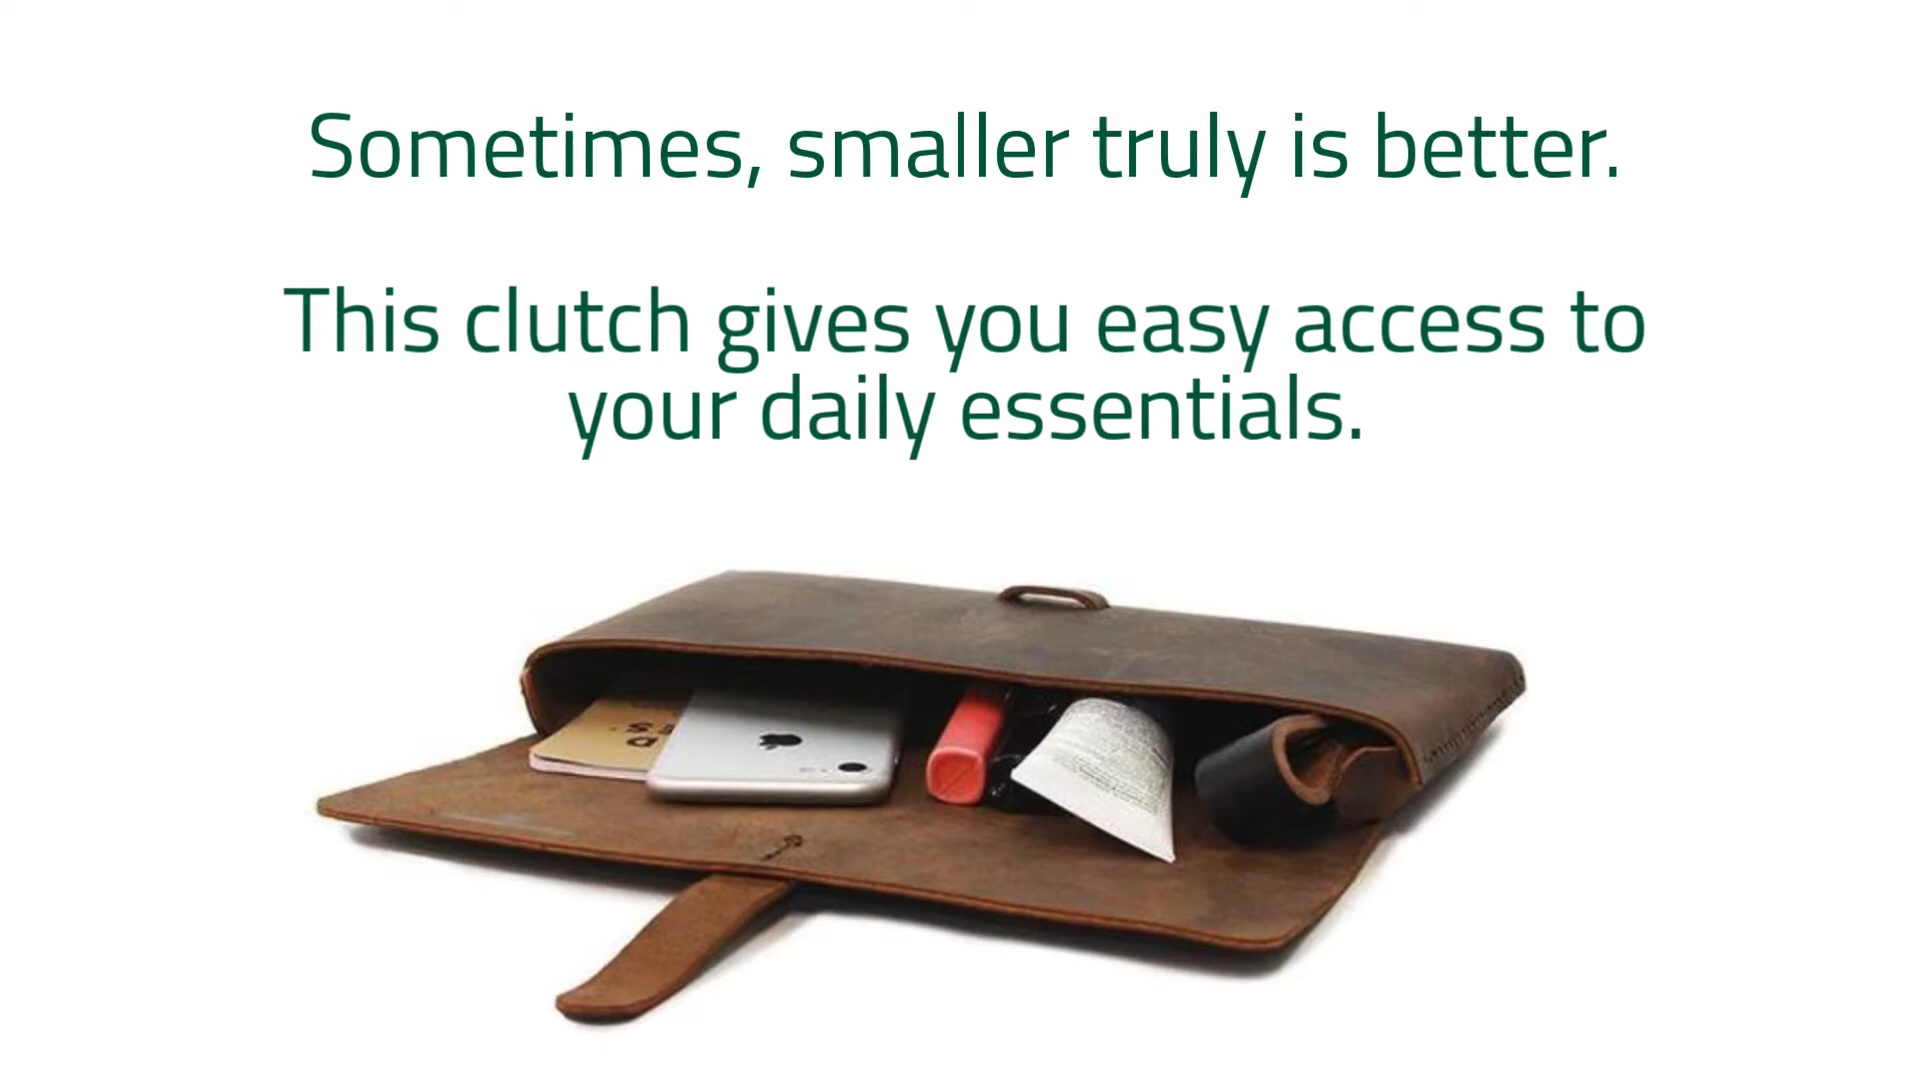 Sometimes, smaller truly is better.
This clutch gives you easy access to
your daily essentials.